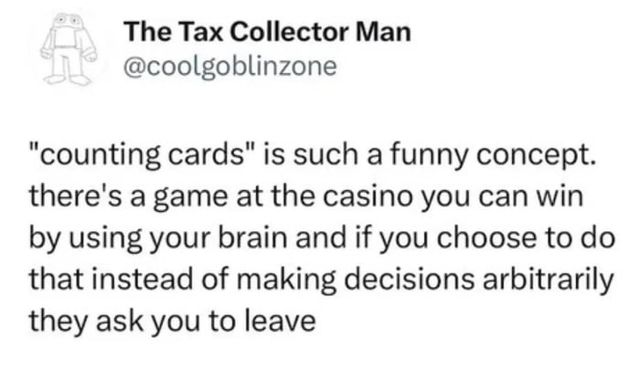 The Tax Collector Man
@coolgoblinzone
"counting cards" is such a funny concept.
there's a game at the casino you can win
by using your brain and if you choose to do
that instead of making decisions arbitrarily
they ask you to leave